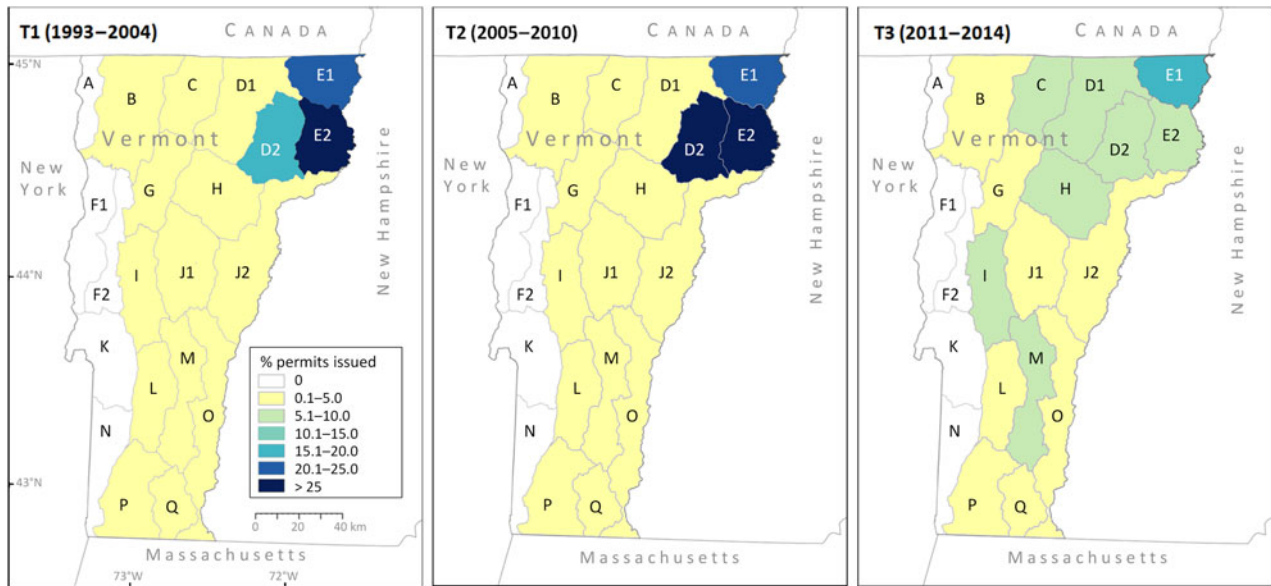 T1 (1993–2004)
CANADA
45°N
A
B
C
D1
E1
Vermont
D2
E2
New
York
New Hampshire
F1
G
H
44°N
F2
I
J1
J2
K
L
M
N
O
43°N
P
Q
% permits issued
0
0.1–5.0
5.1–10.0
10.1–15.0
15.1–20.0
20.1–25.0
> 25
0 20 40 km
Massachusetts
73°W 72°W
T2 (2005–2010)
CANADA
A
B
C
D1
E1
Vermont
D2
E2
New
York
New Hampshire
F1
G
H
F2
I
J1
J2
K
L
M
N
O
P
Q
Massachusetts
T3 (2011–2014)
CANADA
A
B
C
D1
E1
Vermont
D2
E2
New
York
New Hampshire
F1
G
H
F2
I
J1
J2
K
L
M
N
O
P
Q
Massachusetts